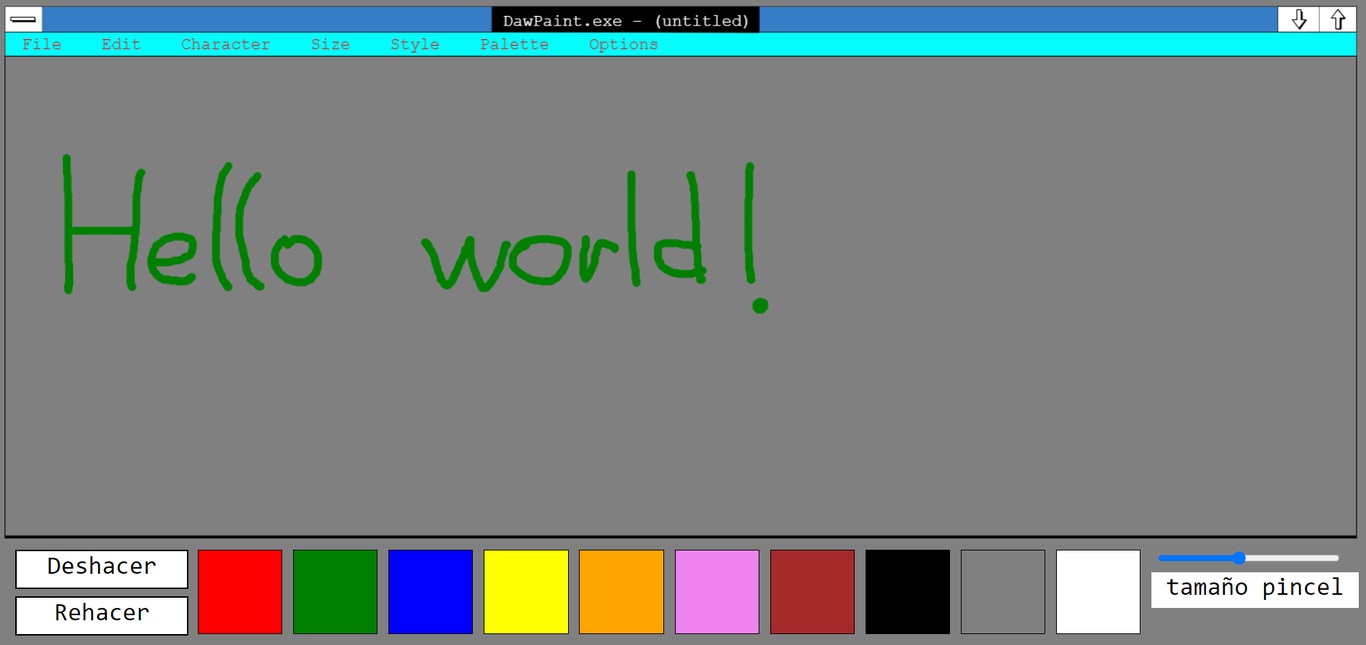 DawPaint.exe - (untitled)
File Edit Character Size Style Palette Options
Hello world!
Deshacer
Rehacer
tamaño pincel